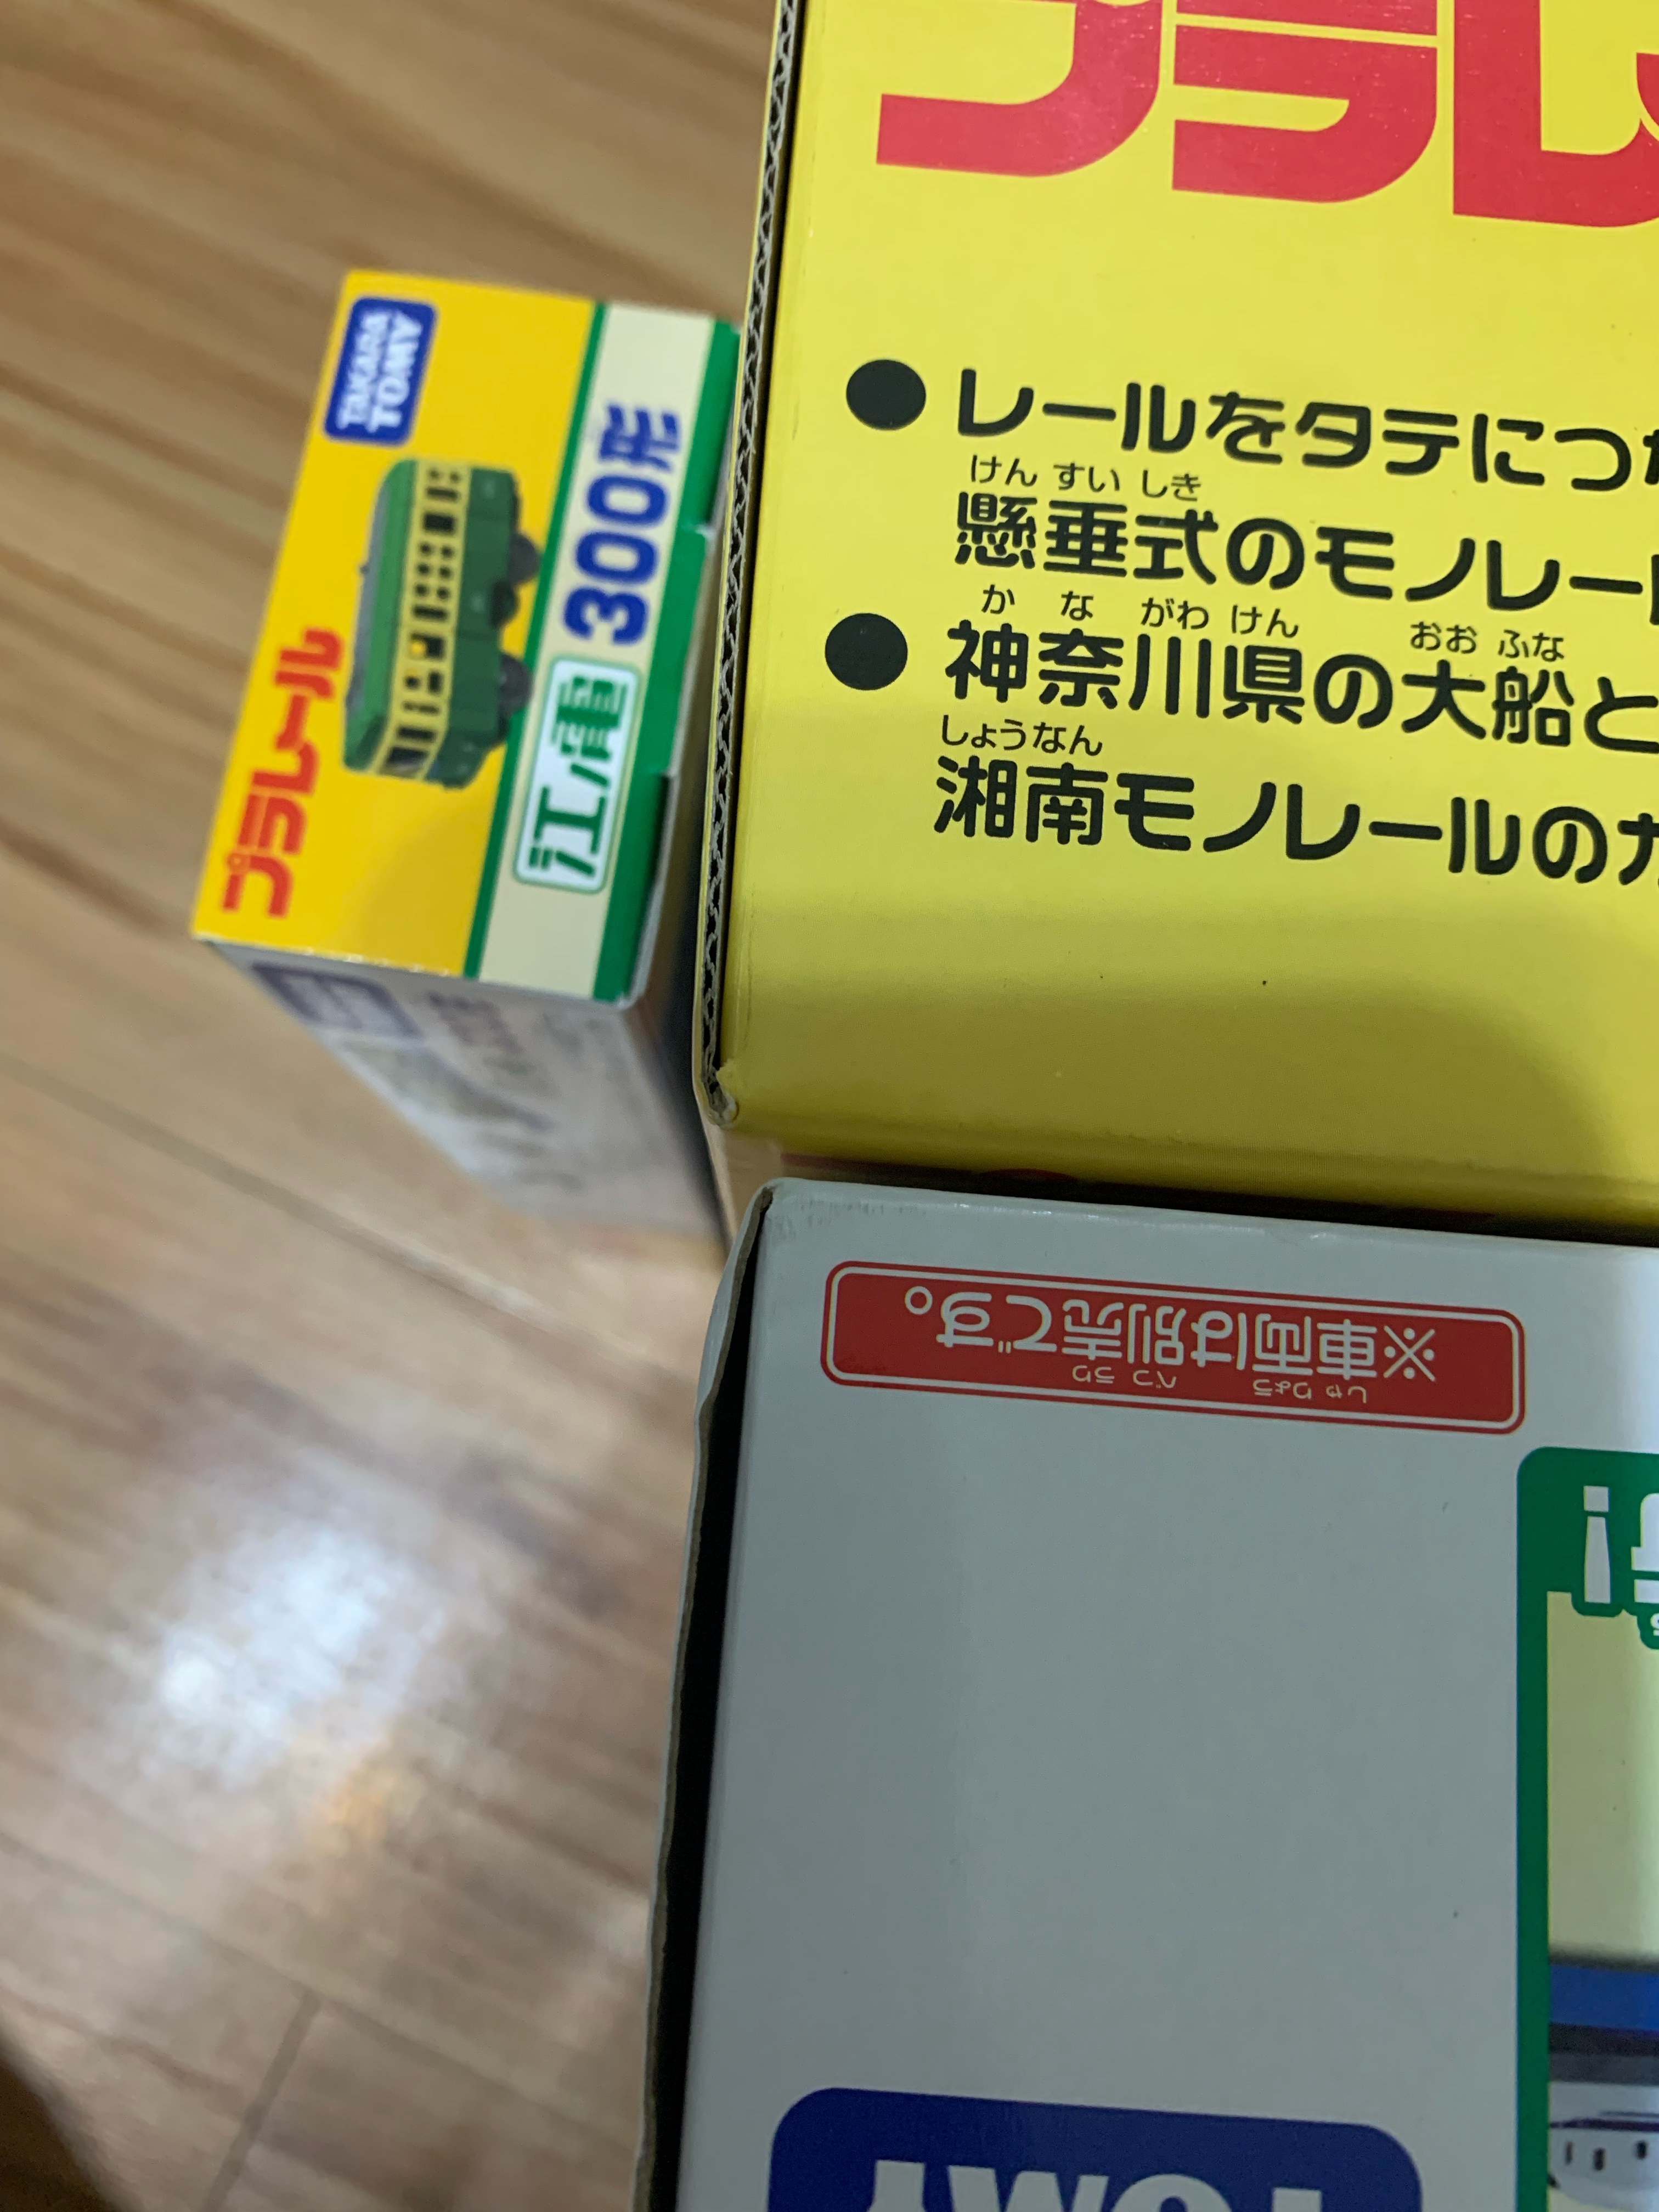 TAKARA
TOMY
プラレール
江ノ電 300形
プラレ
●レールをタテにつ
けんすいしき
懸垂式のモノレー
かながわけん おおふな
●神奈川県の大船と
しょうなん
湘南モノレールの
しゃりょう べつうり
※車両は別売です。
TOMY